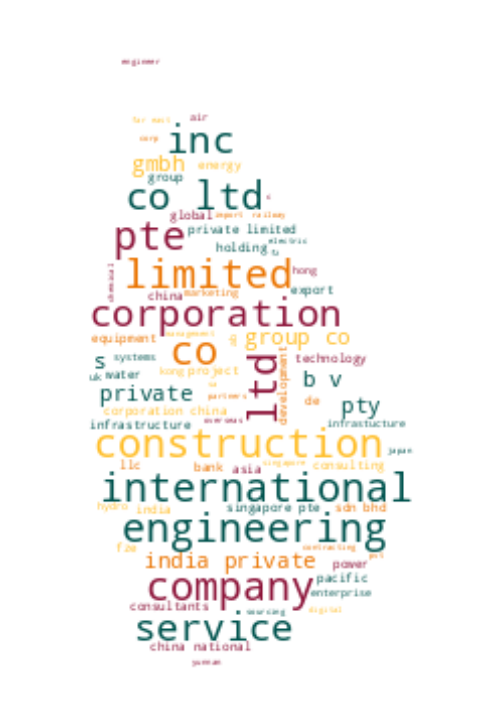 engineer
far east air
corp inc
gmbh energy
group
co ltd
global import railway
pte private limited
electric
holding
limited hong
chemical
china marketing export
corporation
equipment management group co
co
s systems technology
uk water kong project
ltd development
b v
private partners de
corporation china pty
infrastructure overseas infrastucture
construction
japan
llc bank asia singapore consulting
international
hydro india singapore pte sdn bhd
engineering
fze contracting
india private power
company pacific
enterprise
consultants sourcing digital
service
china national
yunnan